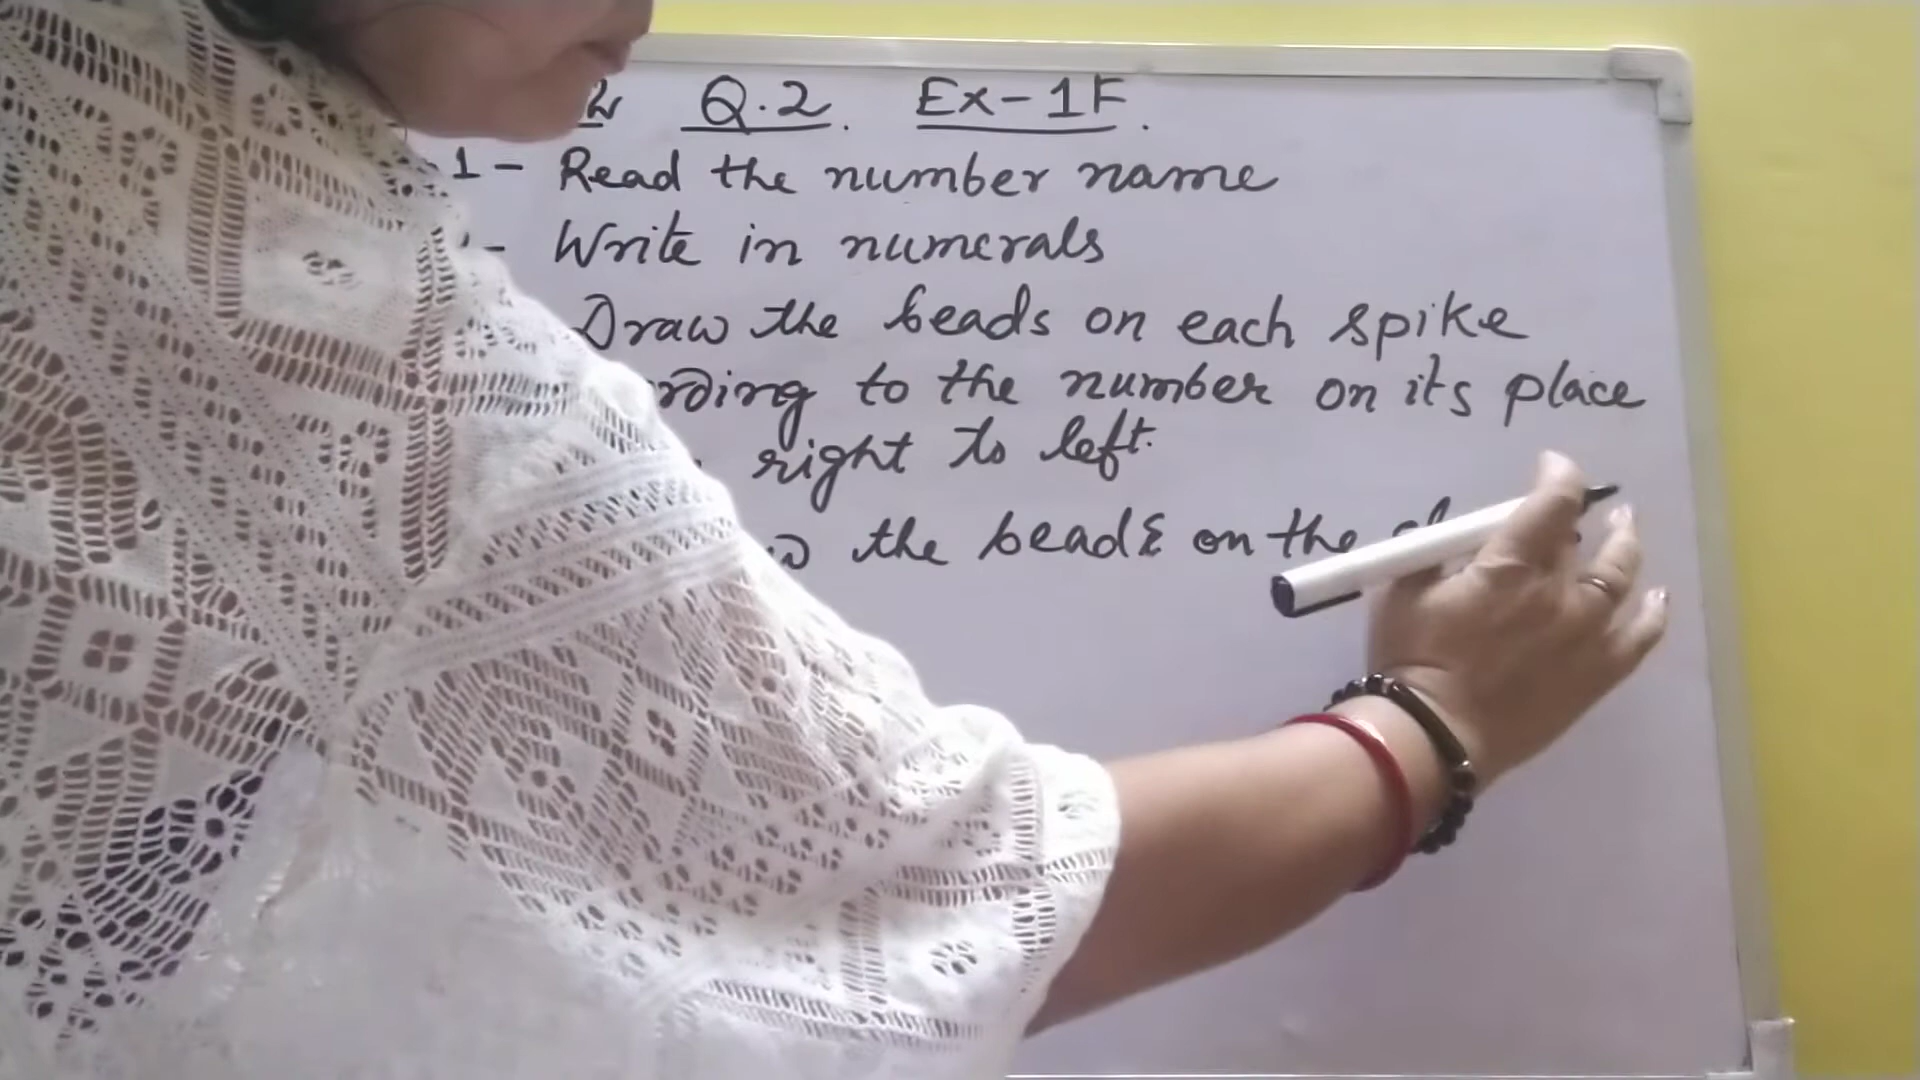 Q.2. Ex-1F.
1- Read the number name
- Write in numerals
Draw the beads on each spike
to the number on its place
right to left.
the beads on the